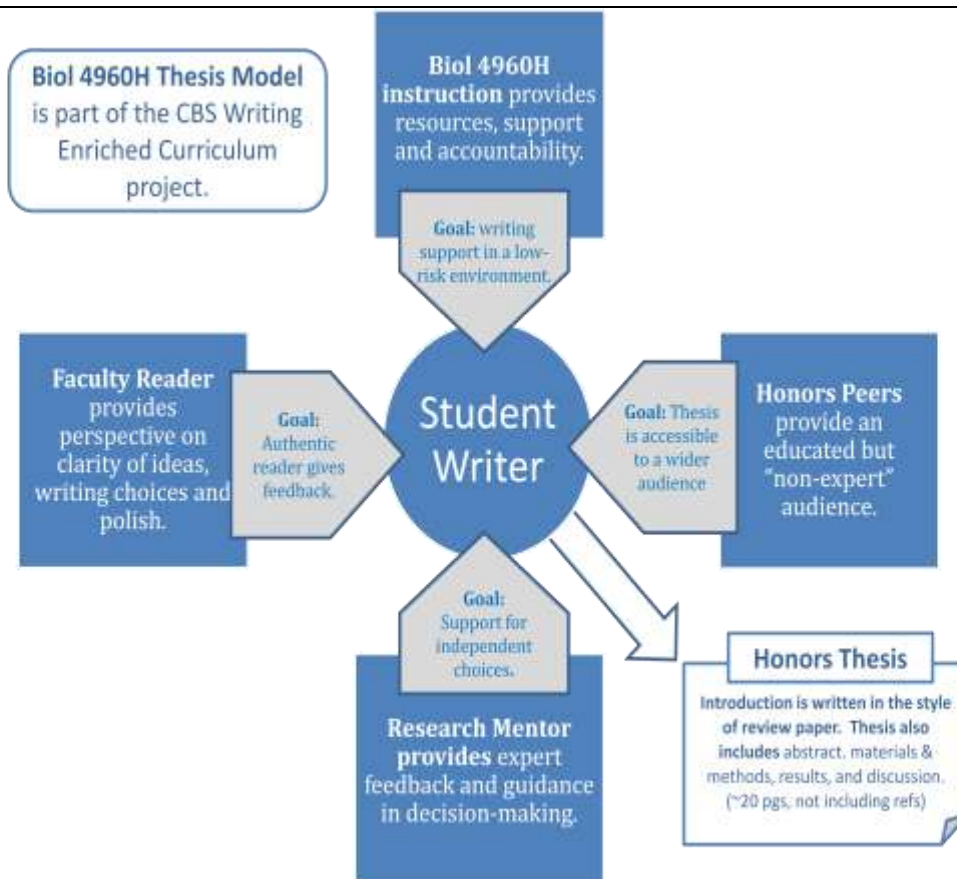 Biol 4960H Thesis Model
is part of the CBS Writing
Enriched Curriculum
project.
Biol 4960H
instruction provides
resources, support
and accountability.
Goal: writing
support in a low-
risk environment.
Faculty Reader
provides
perspective on
clarity of ideas,
writing choices and
polish.
Goal:
Authentic
reader gives
feedback.
Student
Writer
Goal: Thesis
is accessible
to a wider
audience
Honors Peers
provide an
educated but
“non-expert”
audience.
Goal:
Support for
independent
choices.
Research Mentor
provides expert
feedback and guidance
in decision-making.
Honors Thesis
Introduction is written in the style
of review paper. Thesis also
includes abstract. materials &
methods, results, and discussion.
(~20 pgs, not including refs)